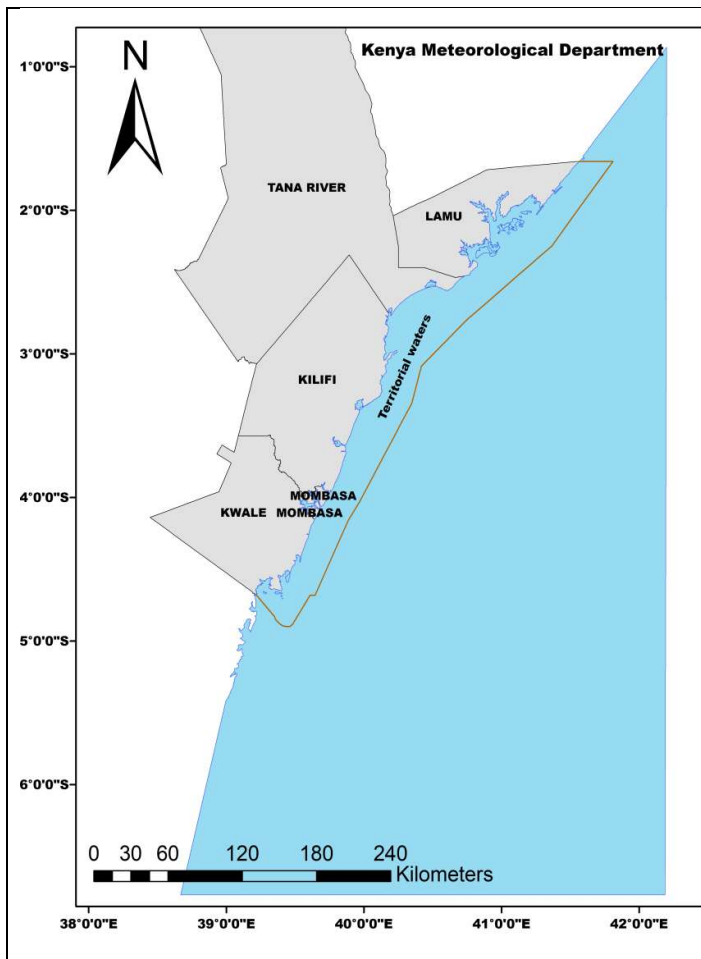 Kenya Meteorological Department
N
1°0'0"S
2°0'0"S
3°0'0"S
4°0'0"S
5°0'0"S
6°0'0"S
TANA RIVER
LAMU
KILIFI
Territorial waters
MOMBASA
KWALE MOMBASA
0 30 60 120 180 240
Kilometers
38°0'0"E 39°0'0"E 40°0'0"E 41°0'0"E 42°0'0"E